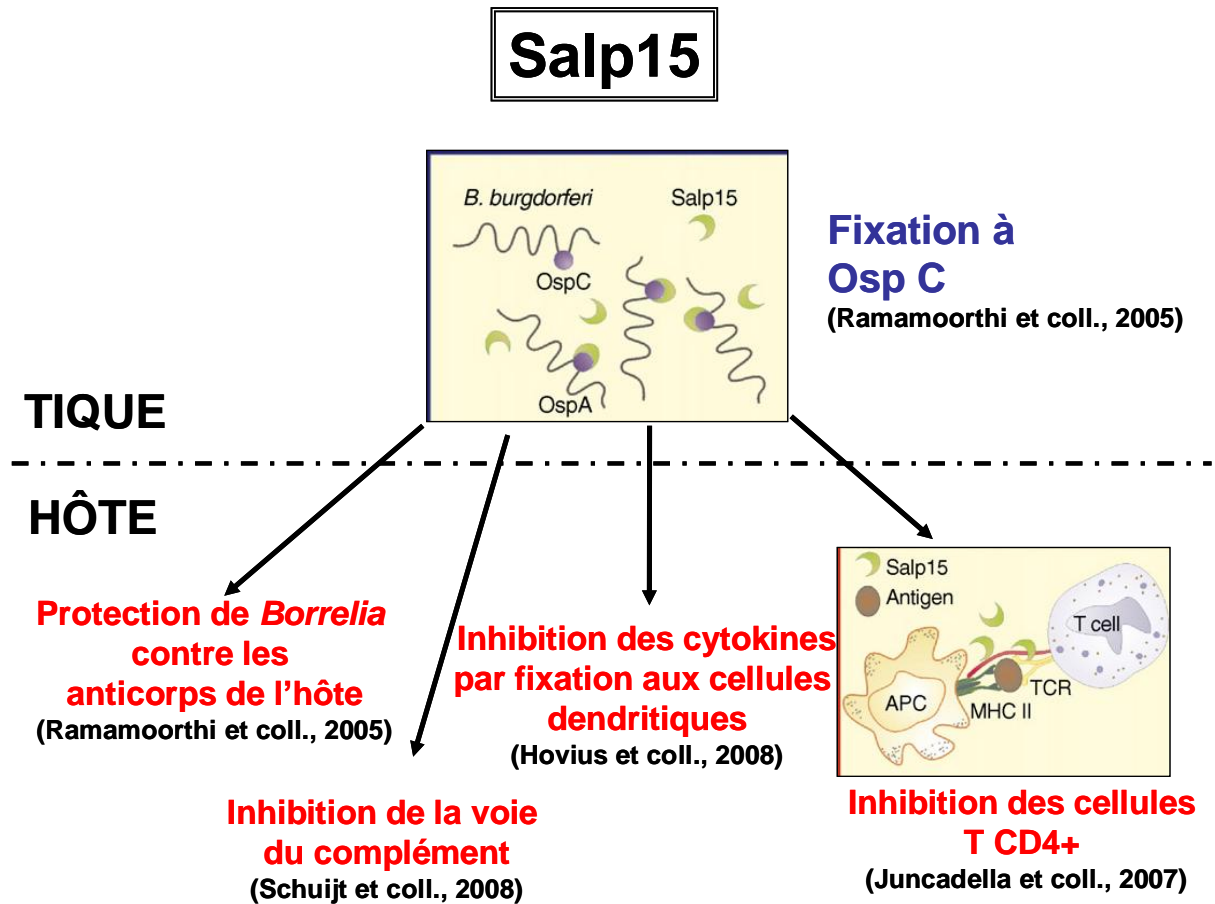 Salp15
B. burgdorferi
Salp15
OspC
OspA
Fixation à
Osp C
(Ramamoorthi et coll., 2005)
TIQUE
HÔTE
Protection de Borrelia
contre les
anticorps de l’hôte
(Ramamoorthi et coll., 2005)
Inhibition de la voie
du complément
(Schuijt et coll., 2008)
Inhibition des cytokines
par fixation aux cellules
dendritiques
(Hovius et coll., 2008)
Salp15
Antigen
T cell
APC
MHC II
TCR
Inhibition des cellules
T CD4+
(Juncadella et coll., 2007)